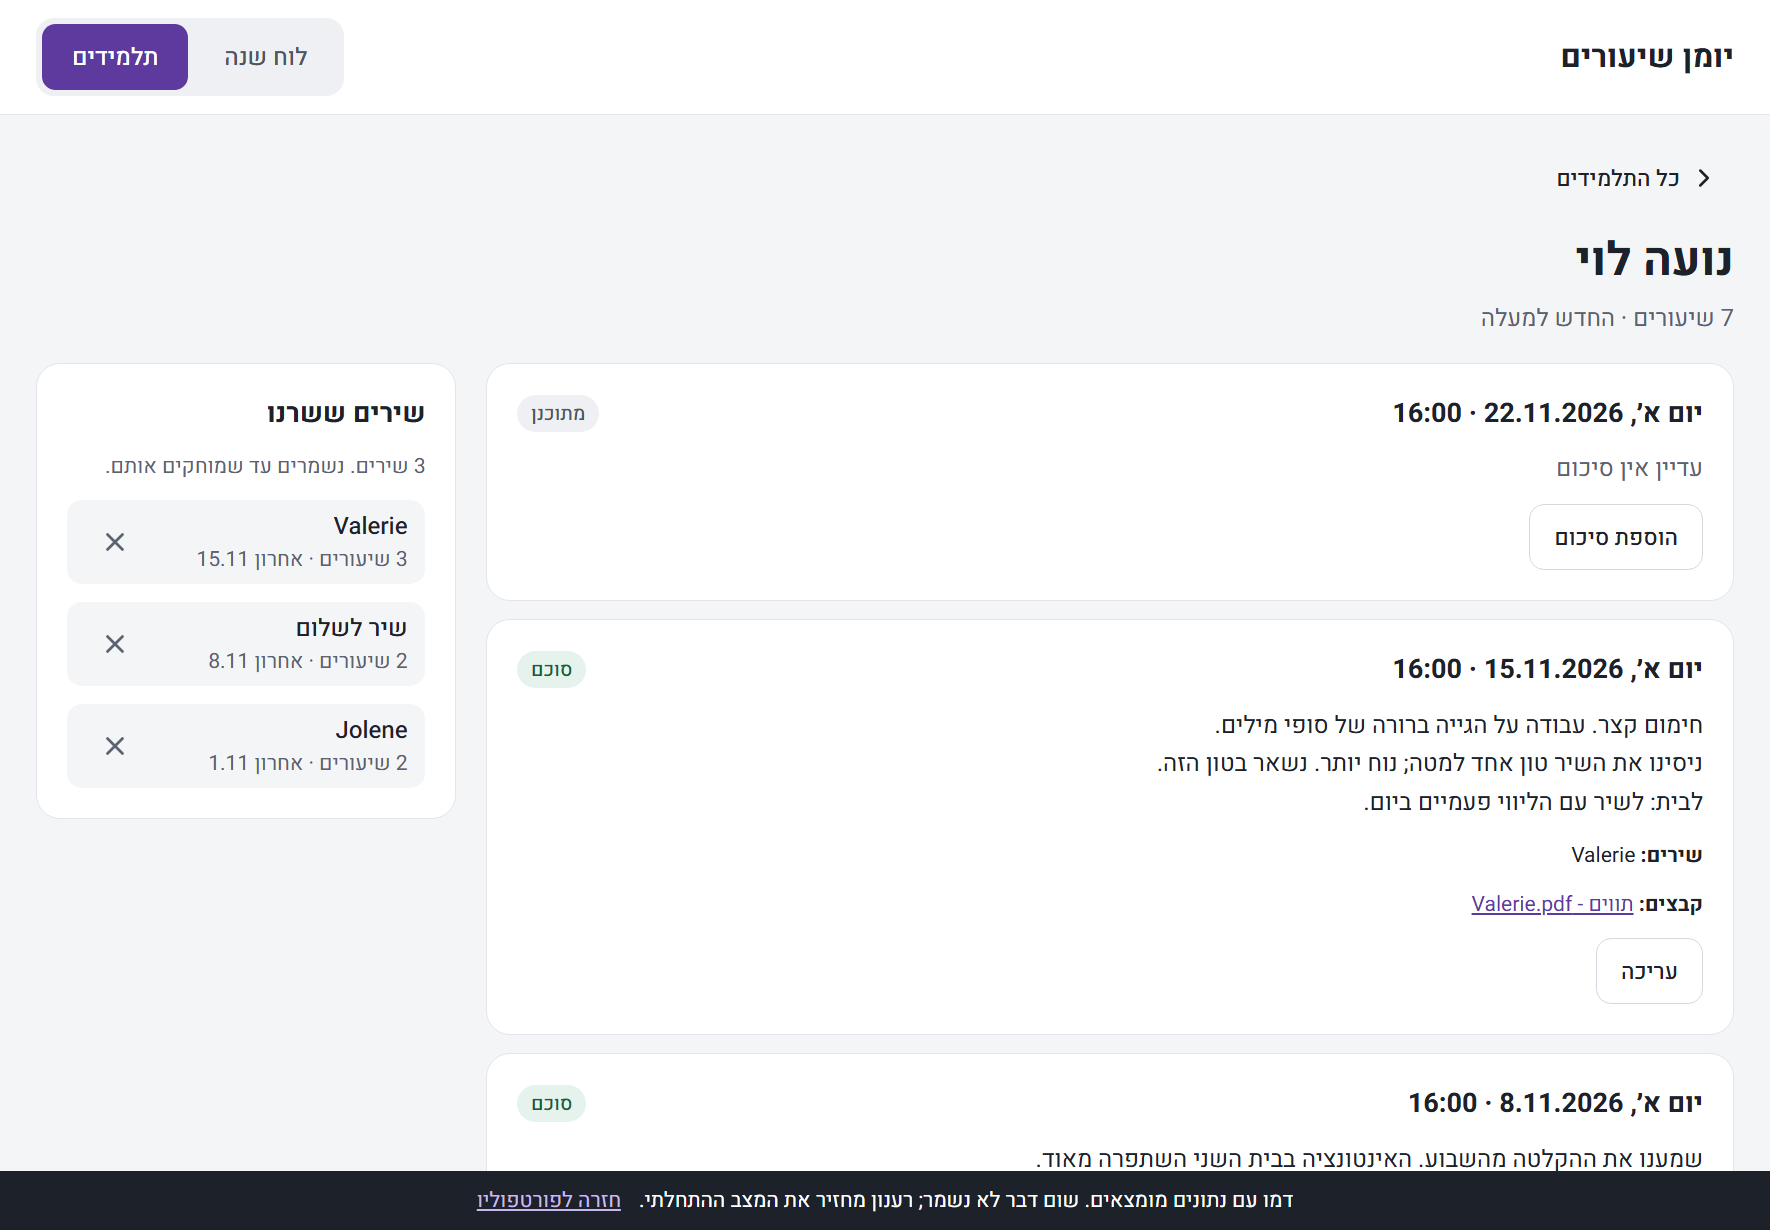 יומן שיעורים
לוח שנה
תלמידים
כל התלמידים
נועה לוי
7 שיעורים · החדש למעלה
יום א׳, 22.11.2026 · 16:00
מתוכנן
עדיין אין סיכום
הוספת סיכום
יום א׳, 15.11.2026 · 16:00
סוכם
חימום קצר. עבודה על הגייה ברורה של סופי מילים.
ניסינו את השיר טון אחד למטה; נוח יותר. נשאר בטון הזה.
לבית: לשיר עם הליווי פעמיים ביום.
שירים: Valerie
קבצים: תווים - Valerie.pdf
עריכה
יום א׳, 8.11.2026 · 16:00
סוכם
שמענו את ההקלטה מהשבוע. האינטונציה בבית השני השתפרה מאוד.
שירים ששרנו
3 שירים. נשמרים עד שמוחקים אותם.
Valerie
3 שיעורים · אחרון 15.11
שיר לשלום
2 שיעורים · אחרון 8.11
Jolene
2 שיעורים · אחרון 1.11
דמו עם נתונים מומצאים. שום דבר לא נשמר; רענון מחזיר את המצב ההתחלתי. חזרה לפורטפוליו